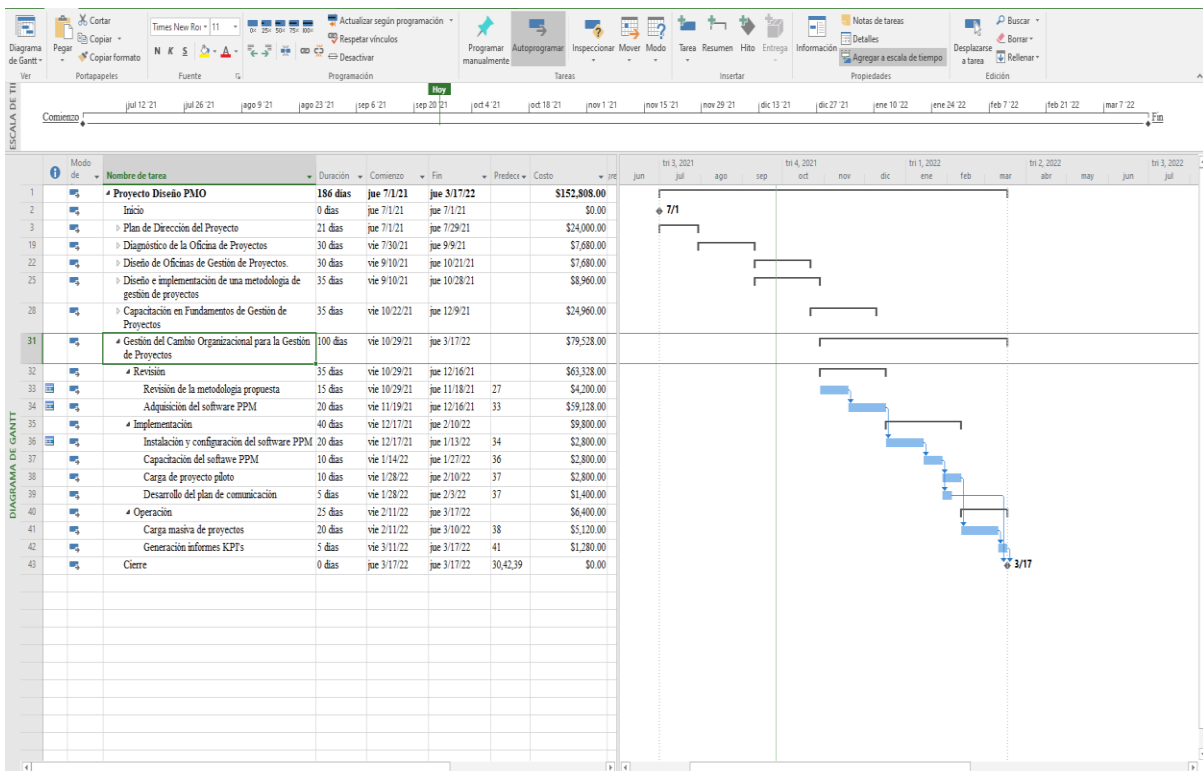 Cortar
Copiar
Copiar formato
Pegar
Diagrama de Gantt
Ver
Portapapeles
Times New Roi 11
N K S A
Fuente
0% 25% 50% 75% 100%
Actualizar según programación
Respetar vínculos
Desactivar
Programación
Programar manualmente
Autoprogramar
Inspeccionar Mover Modo
Tareas
Tarea Resumen Hito Entrega
Insertar
Información
Notas de tareas
Detalles
Agregar a escala de tiempo
Propiedades
Desplazarse a tarea
Buscar
Borrar
Rellenar
Edición
ESCALA DE TII
Hoy
jul 12 '21 jul 26 '21 ago 9 '21 ago 23 '21 sep 6 '21 sep 20 '21 oct 4 '21 oct 18 '21 nov 1 '21 nov 15 '21 nov 29 '21 dic 13 '21 dic 27 '21 ene 10 '22 ene 24 '22 feb 7 '22 feb 21 '22 mar 7 '22
Comienzo Fin
DIAGRAMA DE GANTT
Modo de Nombre de tarea Duración Comienzo Fin Predece Costo
tri 3, 2021 tri 4, 2021 tri 1, 2022 tri 2, 2022 tri 3, 2022
jun jul ago sep oct nov dic ene feb mar abr may jun jul
1 Proyecto Diseño PMO 186 días jue 7/1/21 jue 3/17/22 $152,808.00
2 Inicio 0 días jue 7/1/21 jue 7/1/21 $0.00 7/1
3 Plan de Dirección del Proyecto 21 días jue 7/1/21 jue 7/29/21 $24,000.00
19 Diagnóstico de la Oficina de Proyectos 30 días vie 7/30/21 jue 9/9/21 $7,680.00
22 Diseño de Oficinas de Gestión de Proyectos. 30 días vie 9/10/21 jue 10/21/21 $7,680.00
25 Diseño e implementación de una metodología de 35 días vie 9/10/21 jue 10/28/21 $8,960.00
gestión de proyectos
28 Capacitación en Fundamentos de Gestión de 35 días vie 10/22/21 jue 12/9/21 $24,960.00
Proyectos
31 Gestión del Cambio Organizacional para la Gestión 100 días vie 10/29/21 jue 3/17/22 $79,528.00
de Proyectos
32 Revisión 35 días vie 10/29/21 jue 12/16/21 $63,328.00
33 Revisión de la metodología propuesta 15 días vie 10/29/21 jue 11/18/21 27 $4,200.00
34 Adquisición del software PPM 20 días vie 11/19/21 jue 12/16/21 33 $59,128.00
35 Implementación 40 días vie 12/17/21 jue 2/10/22 $9,800.00
36 Instalación y configuración del software PPM 20 días vie 12/17/21 jue 1/13/22 34 $2,800.00
37 Capacitación del softawe PPM 10 días vie 1/14/22 jue 1/27/22 36 $2,800.00
38 Carga de proyecto piloto 10 días vie 1/28/22 jue 2/10/22 37 $2,800.00
39 Desarrollo del plan de comunicación 5 días vie 1/28/22 jue 2/3/22 37 $1,400.00
40 Operación 25 días vie 2/11/22 jue 3/17/22 $6,400.00
41 Carga masiva de proyectos 20 días vie 2/11/22 jue 3/10/22 38 $5,120.00
42 Generación informes KPI's 5 días vie 3/11/22 jue 3/17/22 41 $1,280.00
43 Cierre 0 días jue 3/17/22 jue 3/17/22 30,42,39 $0.00 3/17